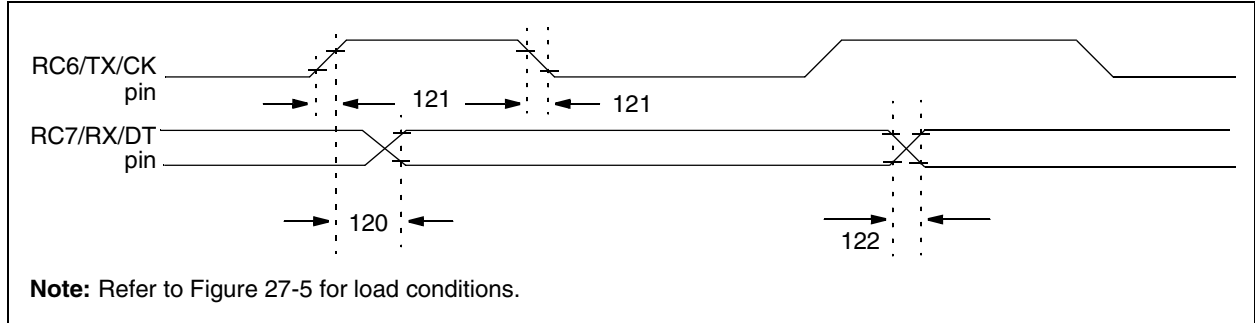 RC6/TX/CK
pin
121
121
RC7/RX/DT
pin
120
122
Note: Refer to Figure 27-5 for load conditions.